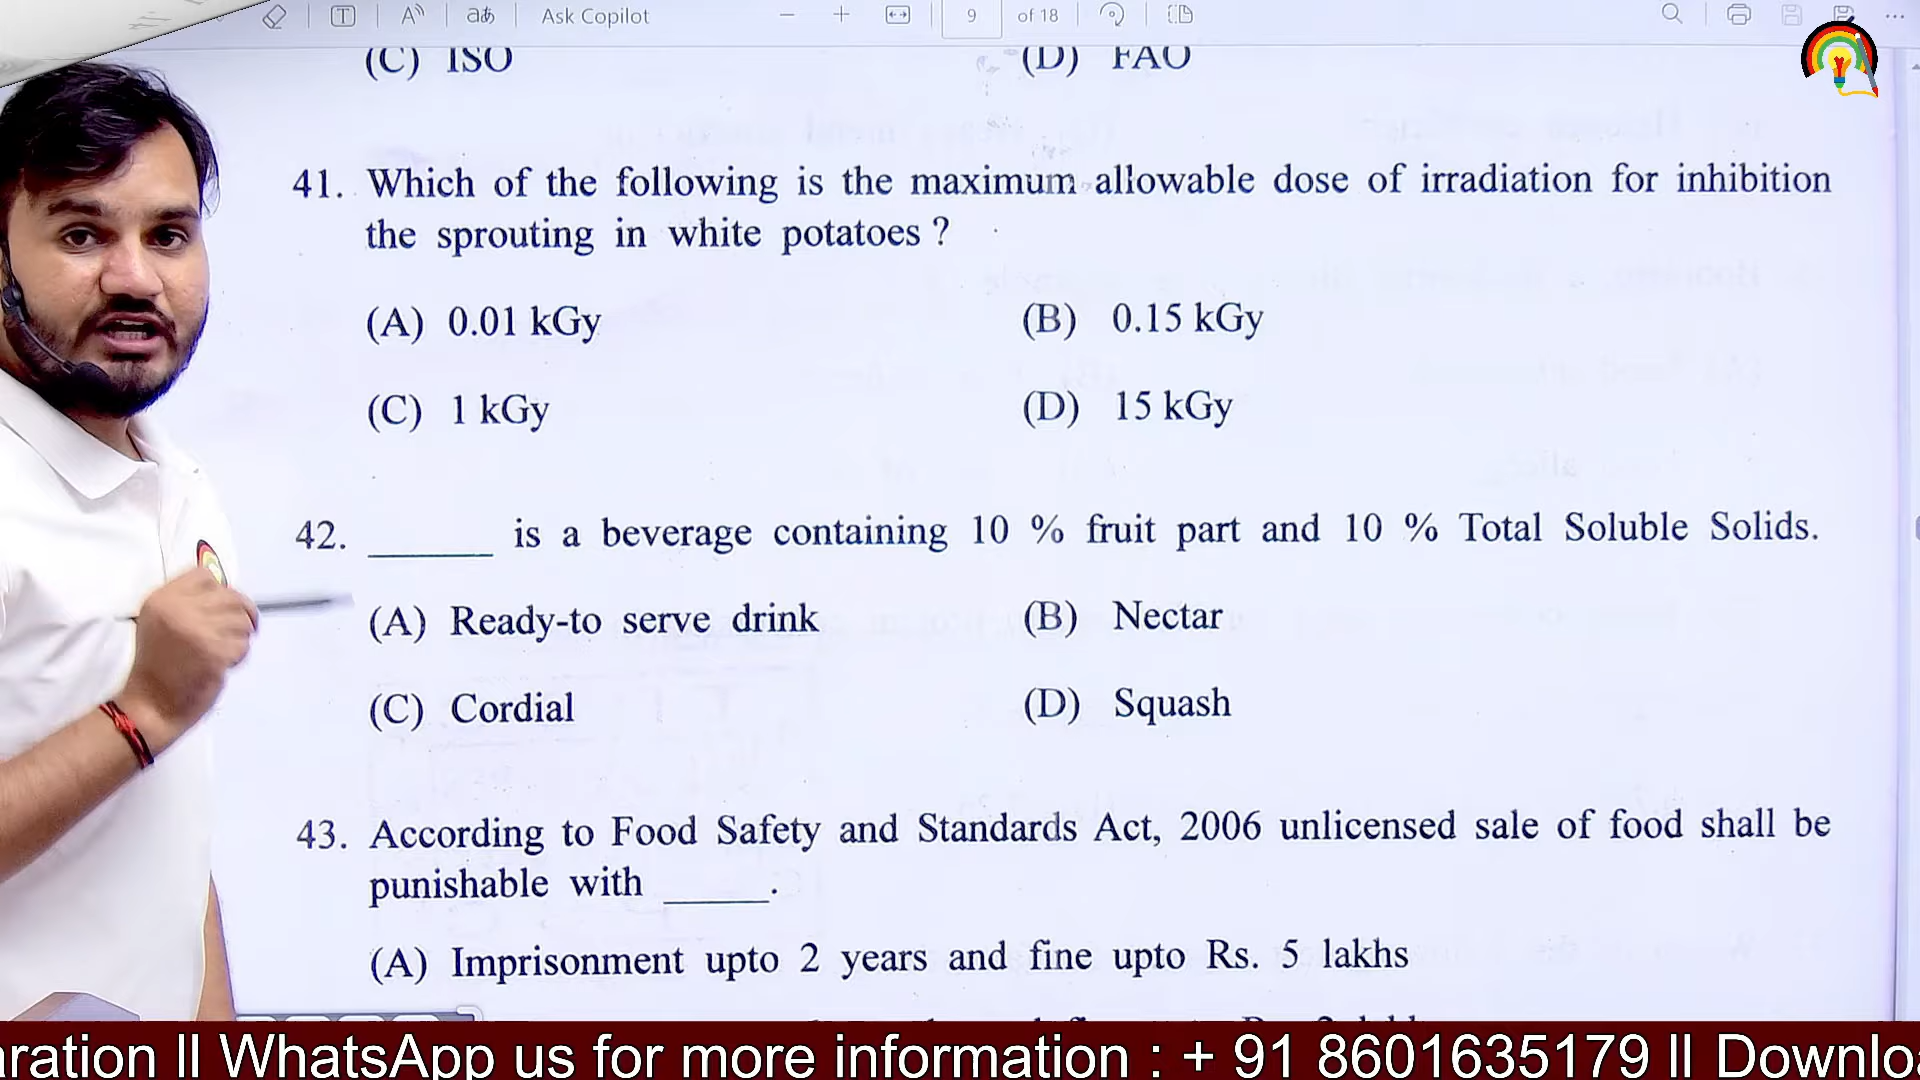 Ask Copilot
9 of 18
(C) ISO (D) FAO
41. Which of the following is the maximum allowable dose of irradiation for inhibition
the sprouting in white potatoes ?
(A) 0.01 kGy (B) 0.15 kGy
(C) 1 kGy (D) 15 kGy
42. ______ is a beverage containing 10 % fruit part and 10 % Total Soluble Solids.
(A) Ready-to serve drink (B) Nectar
(C) Cordial (D) Squash
43. According to Food Safety and Standards Act, 2006 unlicensed sale of food shall be
punishable with _____.
(A) Imprisonment upto 2 years and fine upto Rs. 5 lakhs
aration ll WhatsApp us for more information : + 91 8601635179 ll Downlo